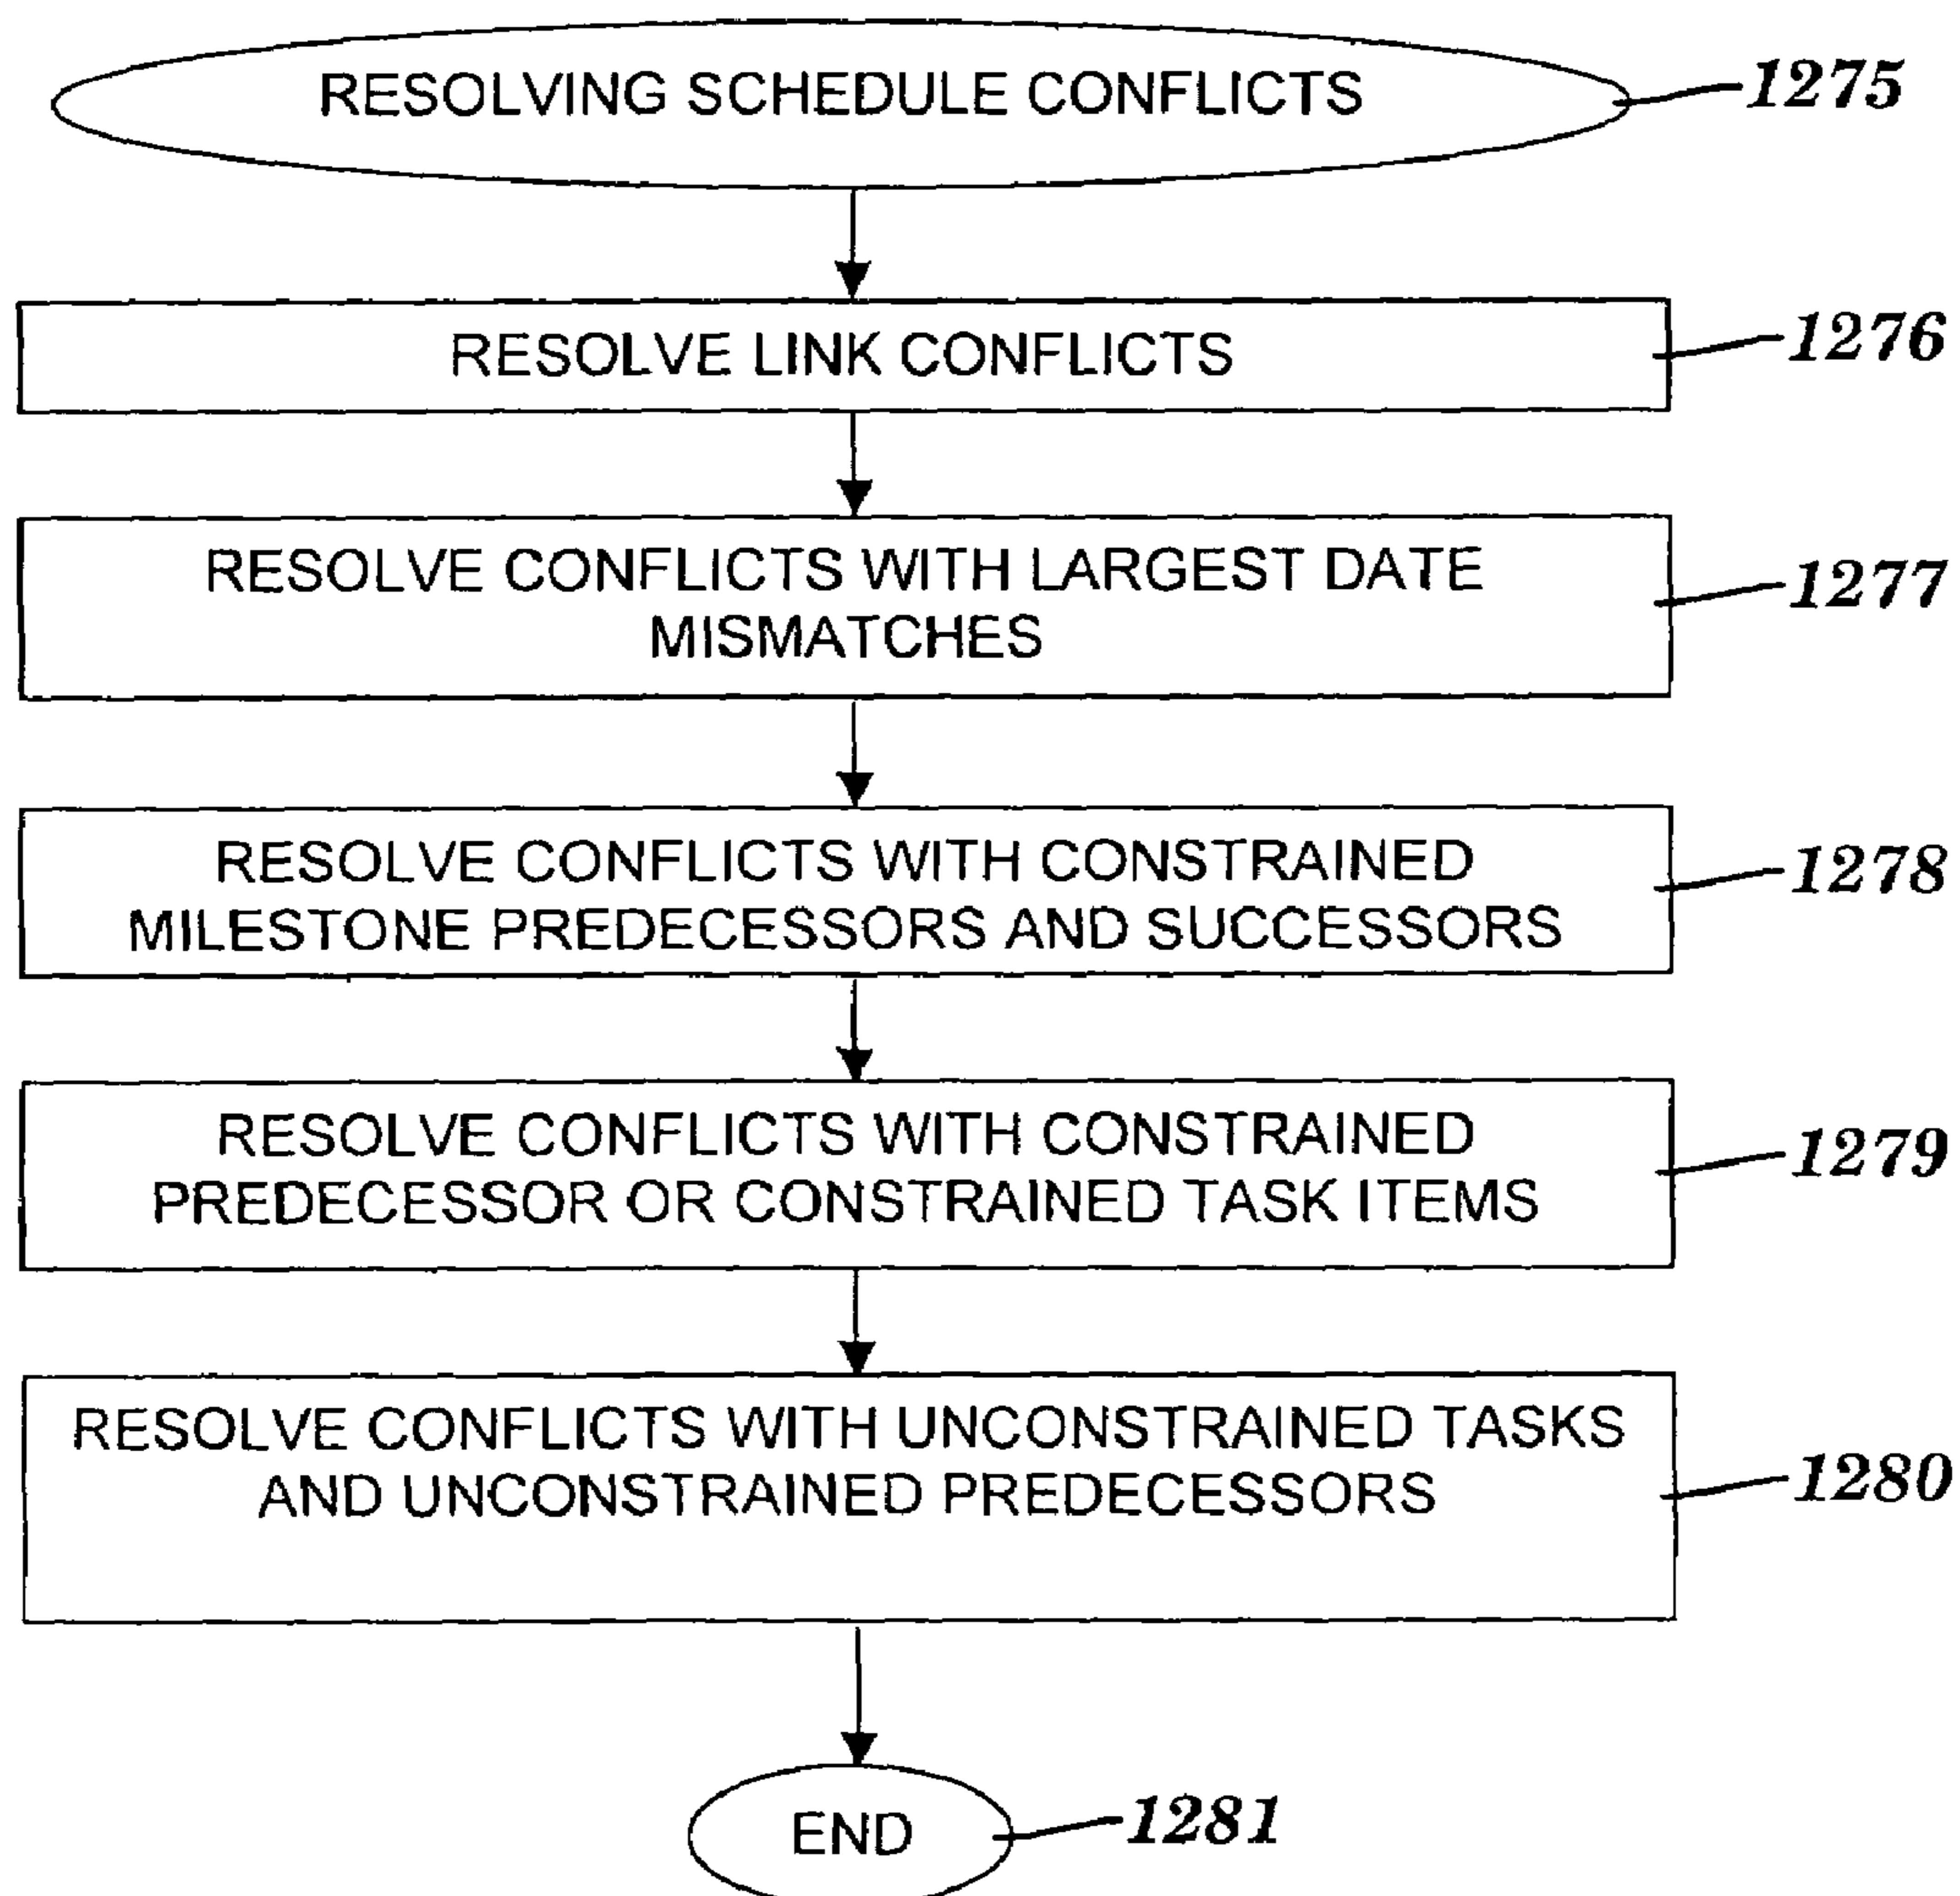 RESOLVING SCHEDULE CONFLICTS
1275
RESOLVE LINK CONFLICTS
1276
RESOLVE CONFLICTS WITH LARGEST DATE
MISMATCHES
1277
RESOLVE CONFLICTS WITH CONSTRAINED
MILESTONE PREDECESSORS AND SUCCESSORS
1278
RESOLVE CONFLICTS WITH CONSTRAINED
PREDECESSOR OR CONSTRAINED TASK ITEMS
1279
RESOLVE CONFLICTS WITH UNCONSTRAINED TASKS
AND UNCONSTRAINED PREDECESSORS
1280
END
1281